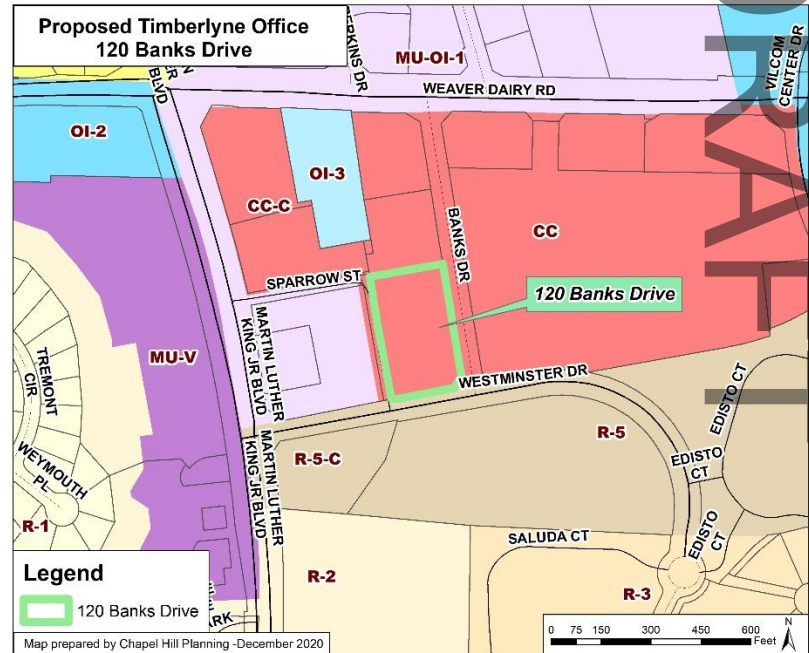 Proposed Timberlyne Office
120 Banks Drive
MU-OI-1
PERKINS DR
VILCOM
CENTER DR
BLVD
WEAVER DAIRY RD
OI-2
OI-3
CC-C
CC
BANKS DR
SPARROW ST
120 Banks Drive
MU-V
MARTIN LUTHER
KING JR BLVD
WESTMINSTER DR
TREMONT
CIR
WEYMOUTH
PL
R-1
R-5-C
R-5
EDISTO CT
EDISTO
CT
EDISTO
CT
MARTIN LUTHER
KING JR BLVD
SALUDA CT
R-2
R-3
Legend
120 Banks Drive
Map prepared by Chapel Hill Planning -December 2020
0 75 150 300 450 600
Feet
N